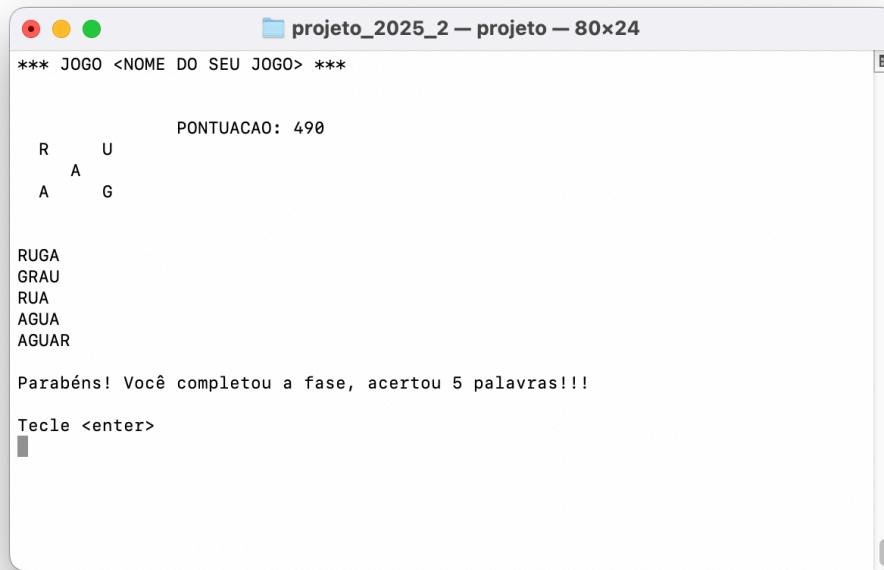 projeto_2025_2 — projeto — 80×24
*** JOGO <NOME DO SEU JOGO> ***
PONTUACAO: 490
R U
A
A G
RUGA
GRAU
RUA
AGUA
AGUAR
Parabéns! Você completou a fase, acertou 5 palavras!!!
Tecle <enter>